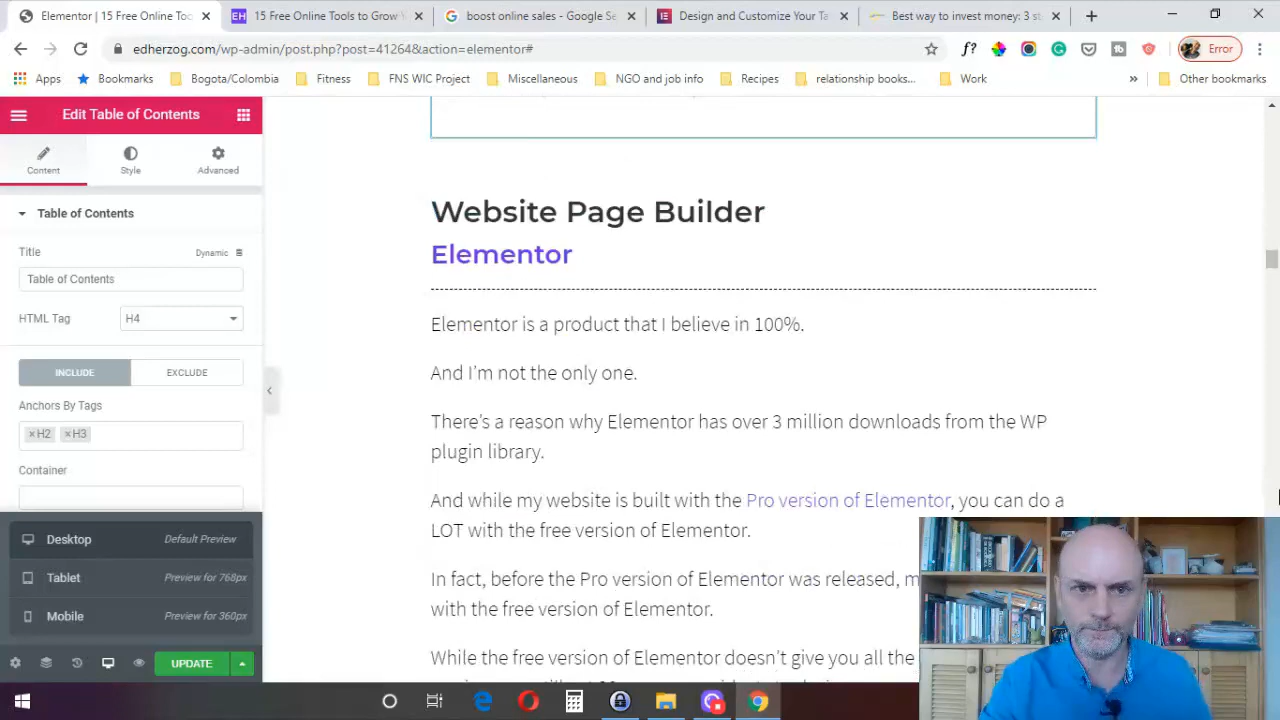 Elementor | 15 Free Online Too
15 Free Online Tools to Grow Y
boost online sales - Google Se
Design and Customize Your Ta
Best way to invest money: 3 s
edherzog.com/wp-admin/post.php?post=41264&action=elementor#
f?
Error
Apps
Bookmarks
Bogota/Colombia
Fitness
FNS WIC Project
Miscellaneous
NGO and job info
Recipes
relationship books...
Work
»
Other bookmarks
Edit Table of Contents
Content
Style
Advanced
Table of Contents
Title
Dynamic
Table of Contents
HTML Tag
H4
INCLUDE
EXCLUDE
Anchors By Tags
×H2 ×H3
Container
Desktop
Default Preview
Tablet
Preview for 768px
Mobile
Preview for 360px
UPDATE
Website Page Builder
Elementor
Elementor is a product that I believe in 100%.
And I'm not the only one.
There's a reason why Elementor has over 3 million downloads from the WP
plugin library.
And while my website is built with the Pro version of Elementor, you can do a
LOT with the free version of Elementor.
In fact, before the Pro version of Elementor was released, m
with the free version of Elementor.
While the free version of Elementor doesn't give you all the